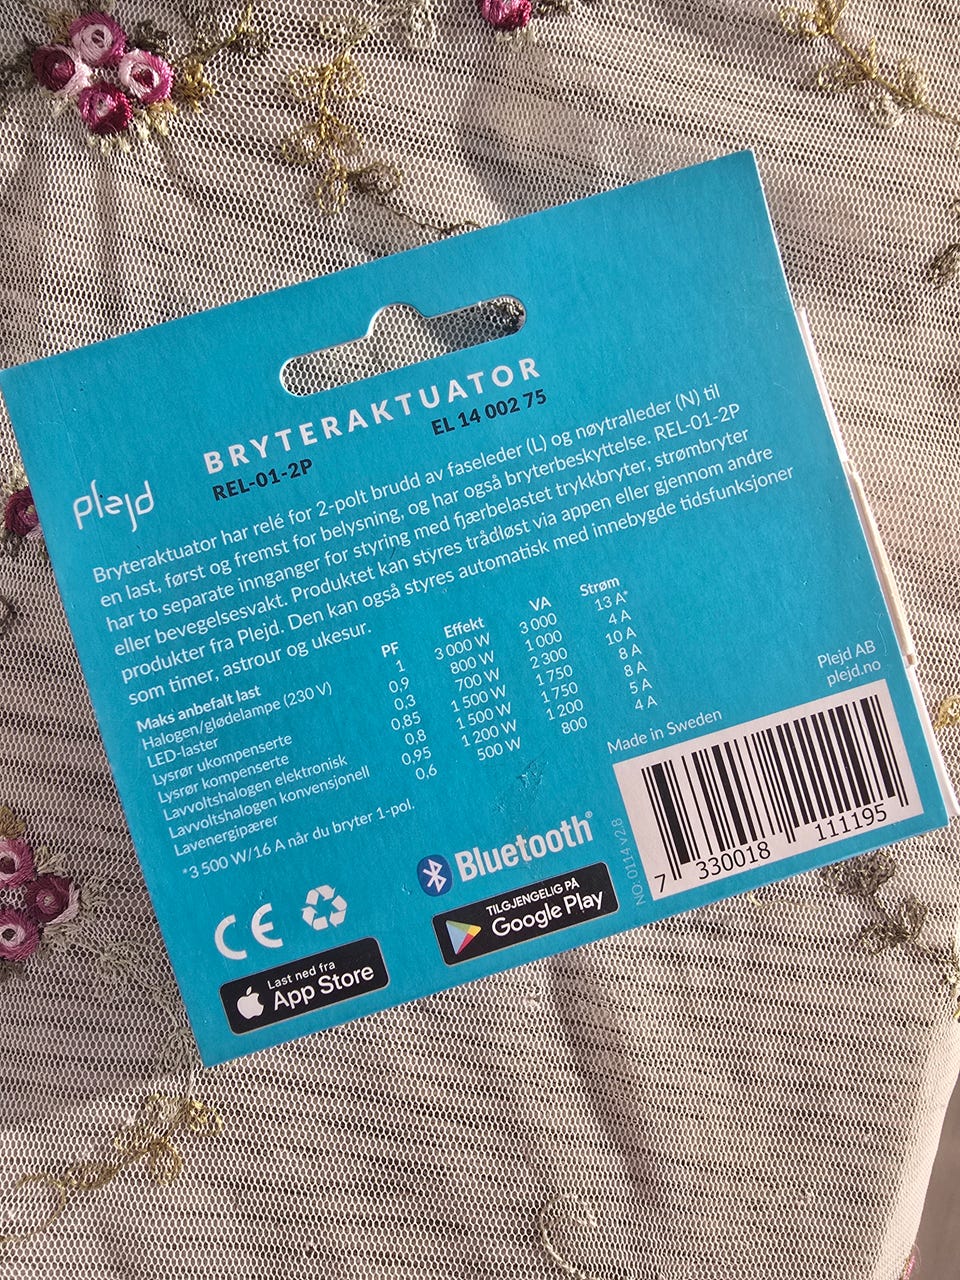 BRYTERAKTUATOR
REL-01-2P EL 14 002 75
plejd
Bryteraktuator har relé for 2-polt brudd av faseleder (L) og nøytralleder (N) til
en last, først og fremst for belysning, og har også bryterbeskyttelse. REL-01-2P
har to separate innganger for styring med fjærbelastet trykkbryter, strømbryter
eller bevegelsesvakt. Produktet kan styres trådløst via appen eller gjennom andre
produkter fra Plejd. Den kan også styres automatisk med innebygde tidsfunksjoner
som timer, astrour og ukesur.
Maks anbefalt last PF Effekt VA Strøm
Halogen/glødelampe (230 V) 1 3 000 W 3 000 13 A*
LED-laster 0,9 800 W 1 000 4 A
Lysrør ukompenserte 0,3 700 W 2 300 10 A
Lysrør kompenserte 0,85 1 500 W 1 750 8 A
Lavvoltshalogen elektronisk 0,8 1 500 W 1 750 8 A
Lavvoltshalogen konvensjonell 0,95 1 200 W 1 200 5 A
Lavenergipærer 0,6 500 W 800 4 A
*3 500 W/16 A når du bryter 1-pol.
Plejd AB
plejd.no
Made in Sweden
CE
Bluetooth®
Last ned fra
App Store
TILGJENGELIG PÅ
Google Play
NO: 0114 V2.8
7 330018 111195